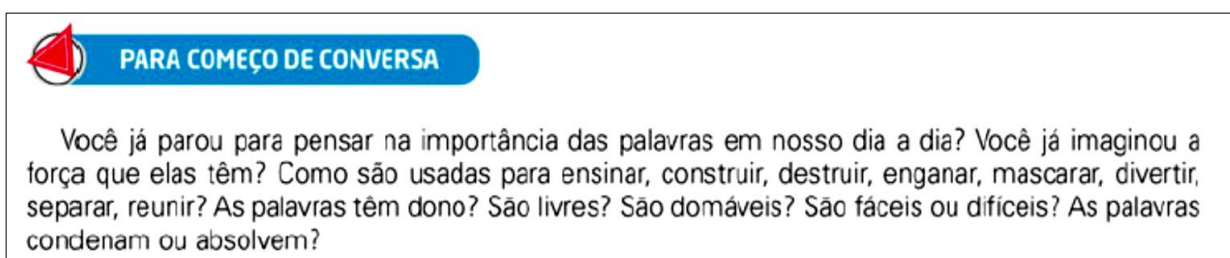 PARA COMEÇO DE CONVERSA
Você já parou para pensar na importância das palavras em nosso dia a dia? Você já imaginou a
força que elas têm? Como são usadas para ensinar, construir, destruir, enganar, mascarar, divertir,
separar, reunir? As palavras têm dono? São livres? São domáveis? São fáceis ou difíceis? As palavras
condenam ou absolvem?